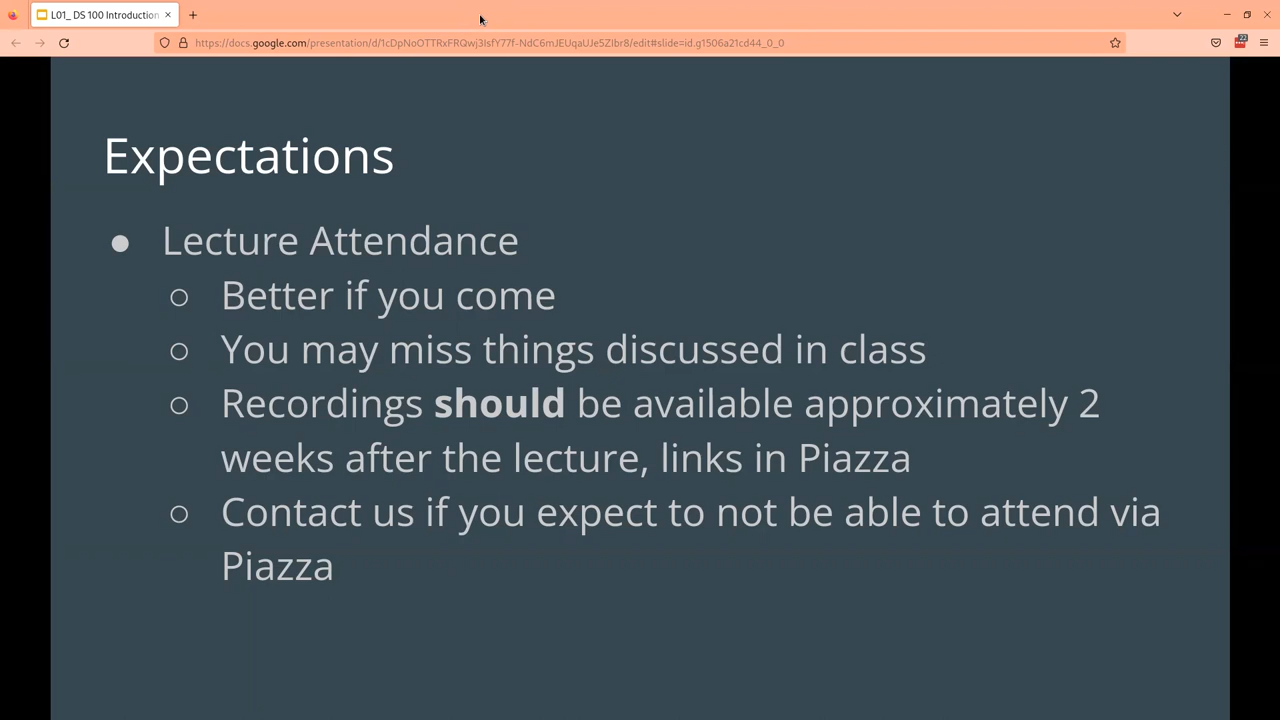 L01_ DS 100 Introduction
https://docs.google.com/presentation/d/1cDpNoOTTRxFRQwj3IsfY77f-NdC6mJEUqaUJe5ZIbr8/edit#slide=id.g1506a21cd44_0_0
22
Expectations
● Lecture Attendance
○ Better if you come
○ You may miss things discussed in class
○ Recordings should be available approximately 2
weeks after the lecture, links in Piazza
○ Contact us if you expect to not be able to attend via
Piazza